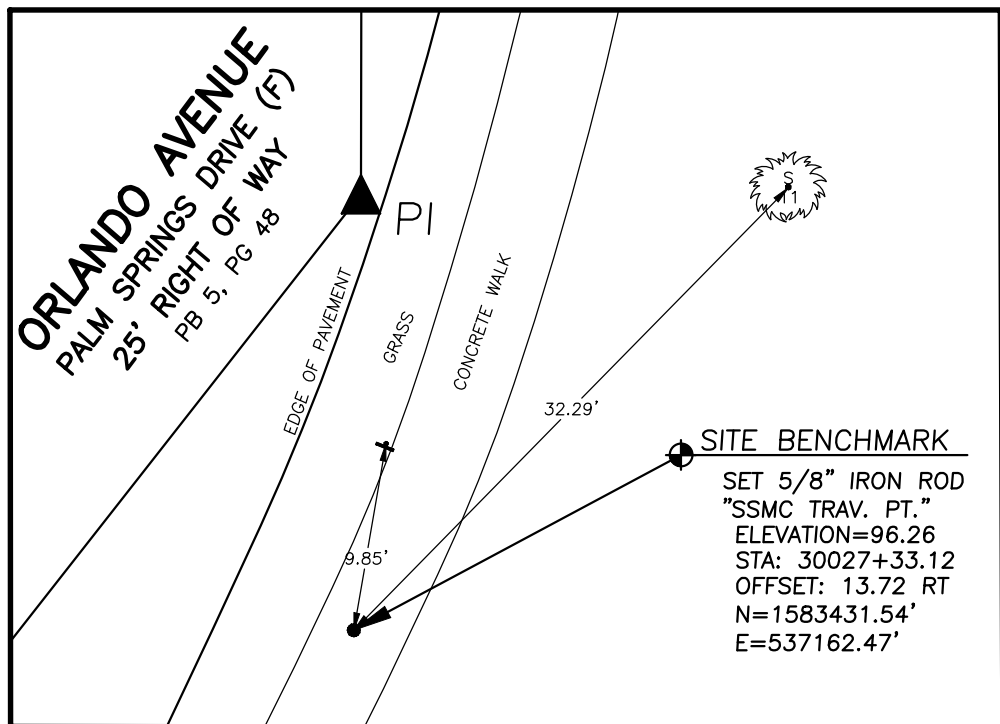 ORLANDO AVENUE
PALM SPRINGS DRIVE (F)
25' RIGHT OF WAY
PB 5, PG 48
PI
EDGE OF PAVEMENT
GRASS
CONCRETE WALK
S
11
32.29'
9.85'
SITE BENCHMARK
SET 5/8" IRON ROD
"SSMC TRAV. PT."
ELEVATION=96.26
STA: 30027+33.12
OFFSET: 13.72 RT
N=1583431.54'
E=537162.47'